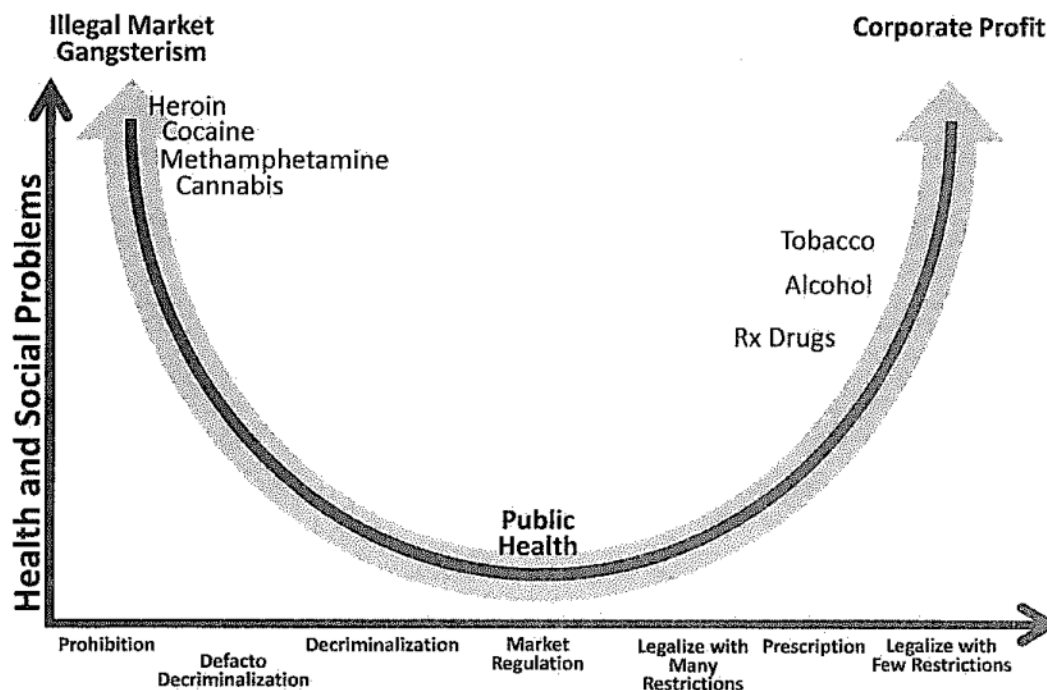 Illegal Market
Gangsterism
Corporate Profit
Heroin
Cocaine
Methamphetamine
Cannabis
Tobacco
Alcohol
Rx Drugs
Health and Social Problems
Public
Health
Prohibition
Defacto
Decriminalization
Decriminalization
Market
Regulation
Legalize with
Many
Restrictions
Prescription
Legalize with
Few Restrictions